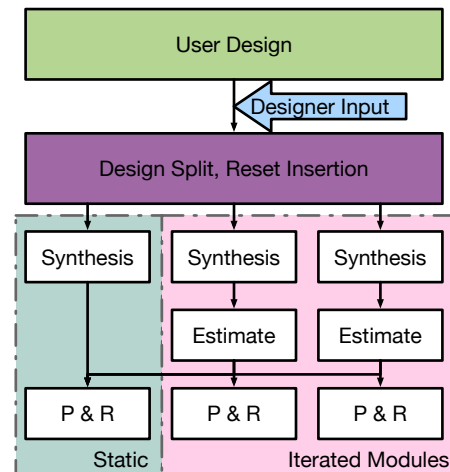 User Design
Designer Input
Design Split, Reset Insertion
Synthesis
Synthesis
Synthesis
Estimate
Estimate
P & R
P & R
P & R
Static
Iterated Modules